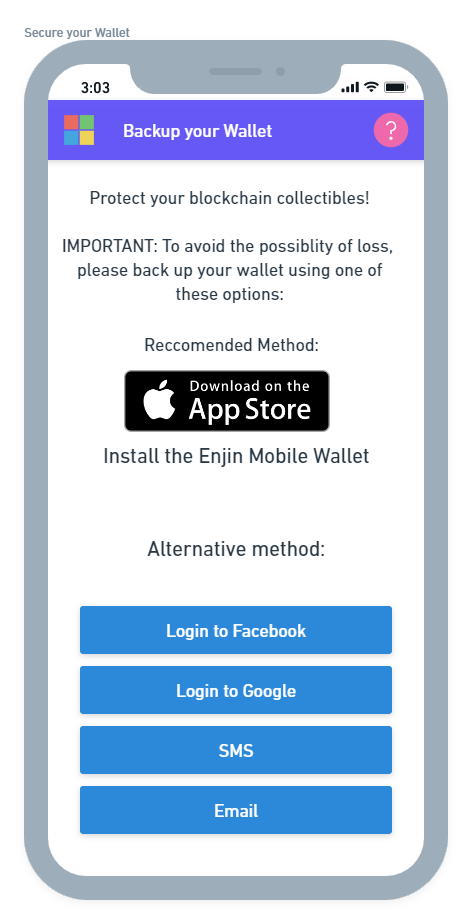 Secure your Wallet
3:03
Backup your Wallet
?
Protect your blockchain collectibles!
IMPORTANT: To avoid the possiblity of loss,
please back up your wallet using one of
these options:
Reccomended Method:
Download on the
App Store
Install the Enjin Mobile Wallet
Alternative method:
Login to Facebook
Login to Google
SMS
Email